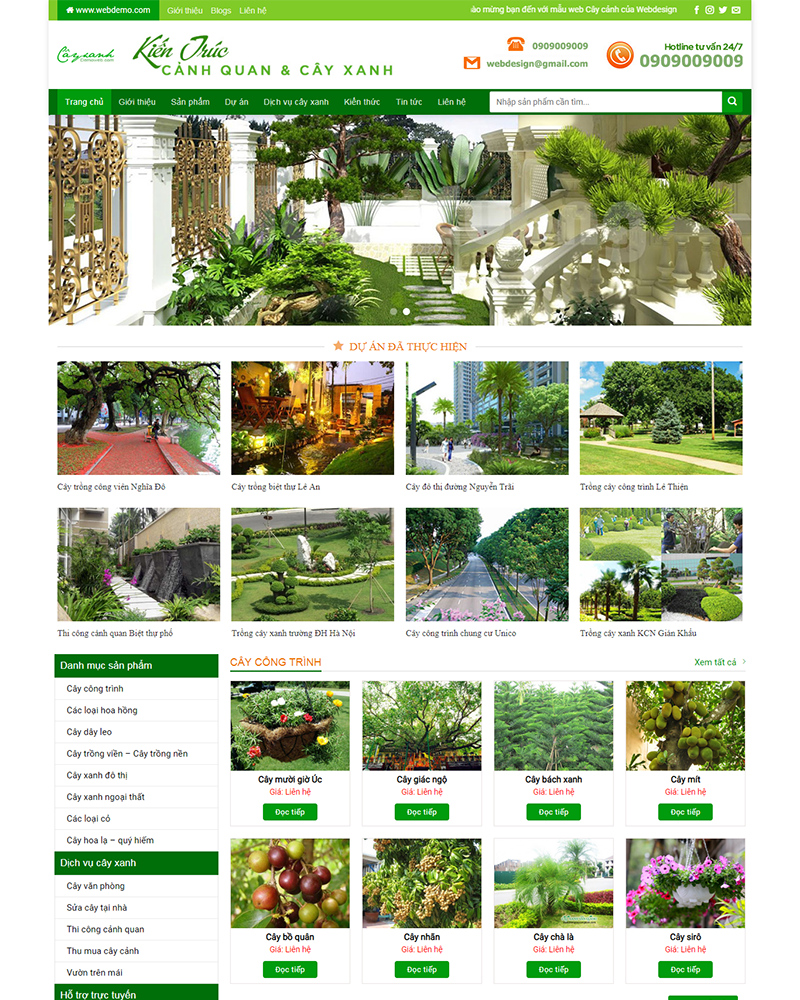 www.webdemo.com Giới thiệu Blogs Liên hệ
ào mừng bạn đến với mẫu web Cây cảnh của Webdesign
Cây xanh
Kiến Trúc
CẢNH QUAN & CÂY XANH
0909009009
webdesign@gmail.com
Hotline tư vấn 24/7
0909009009
Trang chủ Giới thiệu Sản phẩm Dự án Dịch vụ cây xanh Kiến thức Tin tức Liên hệ
Nhập sản phẩm cần tìm...
DỰ ÁN ĐÃ THỰC HIỆN
Cây trồng công viên Nghĩa Đô
Cây trồng biệt thự Lê An
Cây đô thị đường Nguyễn Trãi
Trồng cây công trình Lê Thiện
Thi công cảnh quan Biệt thự phố
Trồng cây xanh trường ĐH Hà Nội
Cây công trình chung cư Unico
Trồng cây xanh KCN Gián Khẩu
Danh mục sản phẩm
Cây công trình
Các loại hoa hồng
Cây dây leo
Cây trồng viền – Cây trồng nền
Cây xanh đô thị
Cây xanh ngoại thất
Các loại cỏ
Cây hoa lạ – quý hiếm
Dịch vụ cây xanh
Cây văn phòng
Sửa cây tại nhà
Thi công cảnh quan
Thu mua cây cảnh
Vườn trên mái
Hỗ trợ trực tuyến
CÂY CÔNG TRÌNH
Xem tất cả
Cây mười giờ Úc
Giá: Liên hệ
Đọc tiếp
Cây giác ngộ
Giá: Liên hệ
Đọc tiếp
Cây bách xanh
Giá: Liên hệ
Đọc tiếp
Cây mít
Giá: Liên hệ
Đọc tiếp
Cây bồ quân
Giá: Liên hệ
Đọc tiếp
Cây nhãn
Giá: Liên hệ
Đọc tiếp
Cây chà là
Giá: Liên hệ
Đọc tiếp
Cây sirô
Giá: Liên hệ
Đọc tiếp